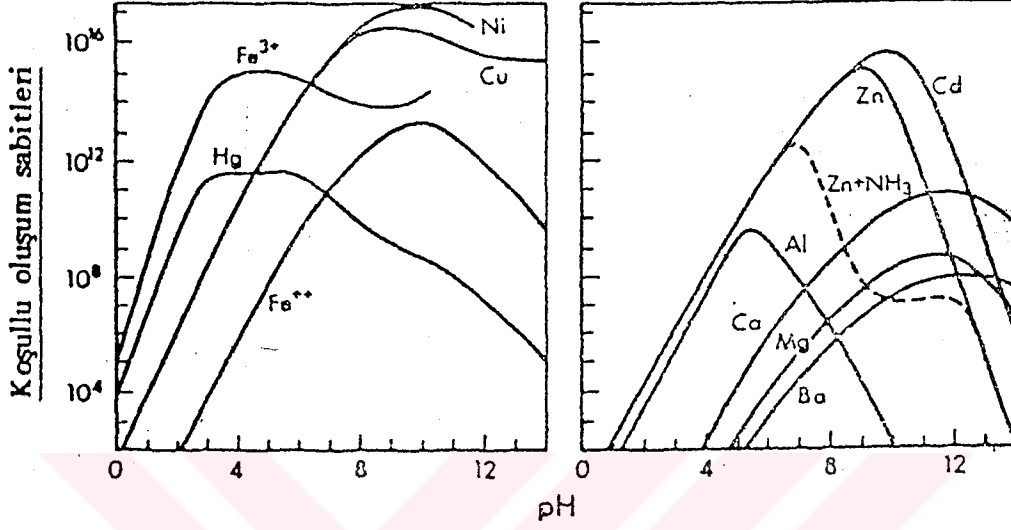 Koşullu oluşum sabitleri
10¹⁶
10¹²
10⁸
10⁴
Fe³⁺
Hg
Ni
Cu
Fe⁺⁺
0 4 8 12
Cd
Zn
Zn+NH₃
Al
Ca
Mg
Ba
0 4 8 12
pH